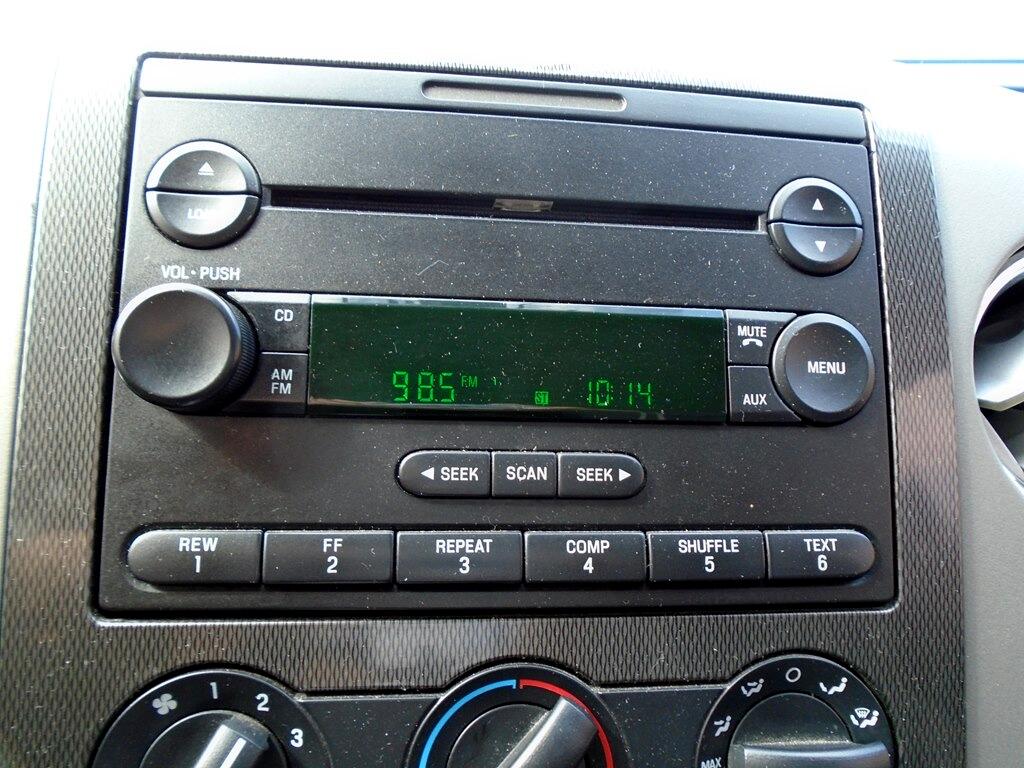 LOAD
VOL • PUSH
CD
MUTE
MENU
AM
FM
98.5 FM 1 ST 10:14
AUX
◄ SEEK SCAN SEEK ►
REW FF REPEAT COMP SHUFFLE TEXT
1 2 3 4 5 6
1 2 3
MAX